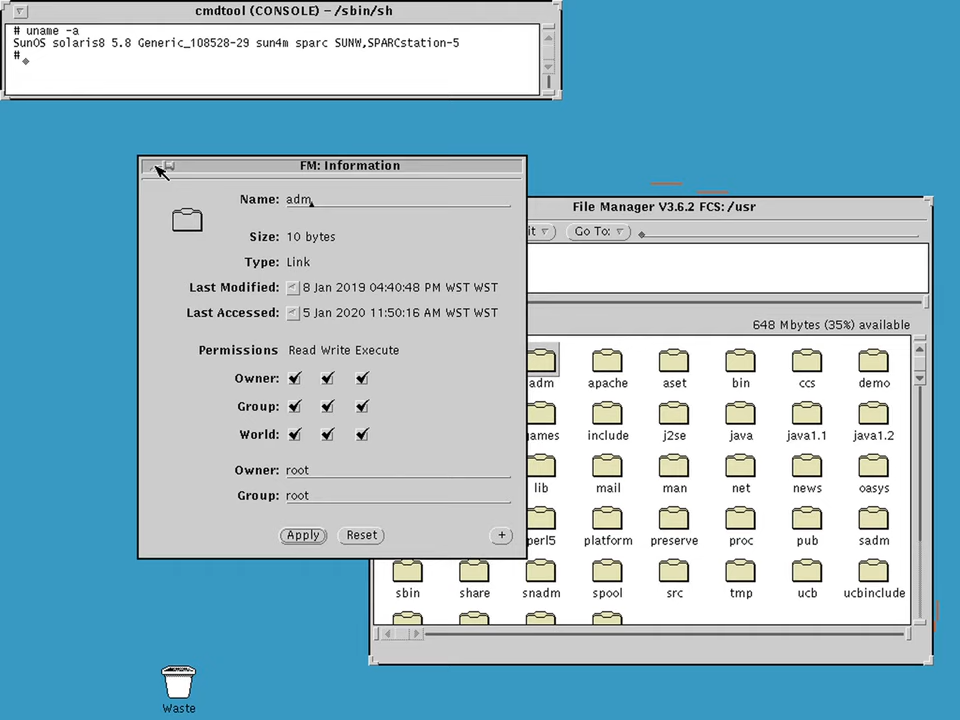 cmdtool (CONSOLE) - /sbin/sh
# uname -a
SunOS solaris8 5.8 Generic_108528-29 sun4m sparc SUNW,SPARCstation-5
#
FM: Information
Name: adm
Size: 10 bytes
Type: Link
Last Modified: 8 Jan 2019 04:40:48 PM WST WST
Last Accessed: 5 Jan 2020 11:50:16 AM WST WST
Permissions Read Write Execute
Owner:
Group:
World:
Owner: root
Group: root
Apply Reset +
File Manager V3.6.2 FCS: /usr
it Go To:
648 Mbytes (35%) available
adm apache aset bin ccs demo
games include j2se java java1.1 java1.2
lib mail man net news oasys
perl5 platform preserve proc pub sadm
sbin share snadm spool src tmp ucb ucbinclude
Waste